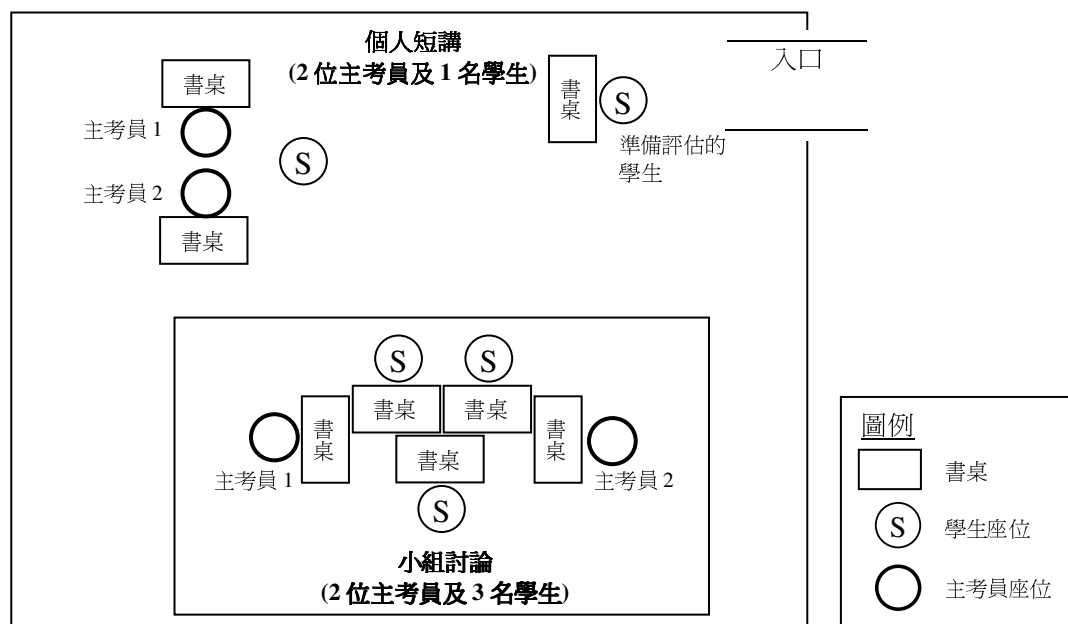 個人短講
(2 位主考員及 1 名學生)
入口
書桌
主考員 1
S
主考員 2
書桌
書桌
S
準備評估的
學生
S
S
書桌
書桌
書桌
書桌
書桌
主考員 1
主考員 2
S
小組討論
(2 位主考員及 3 名學生)
圖例
書桌
S 學生座位
主考員座位